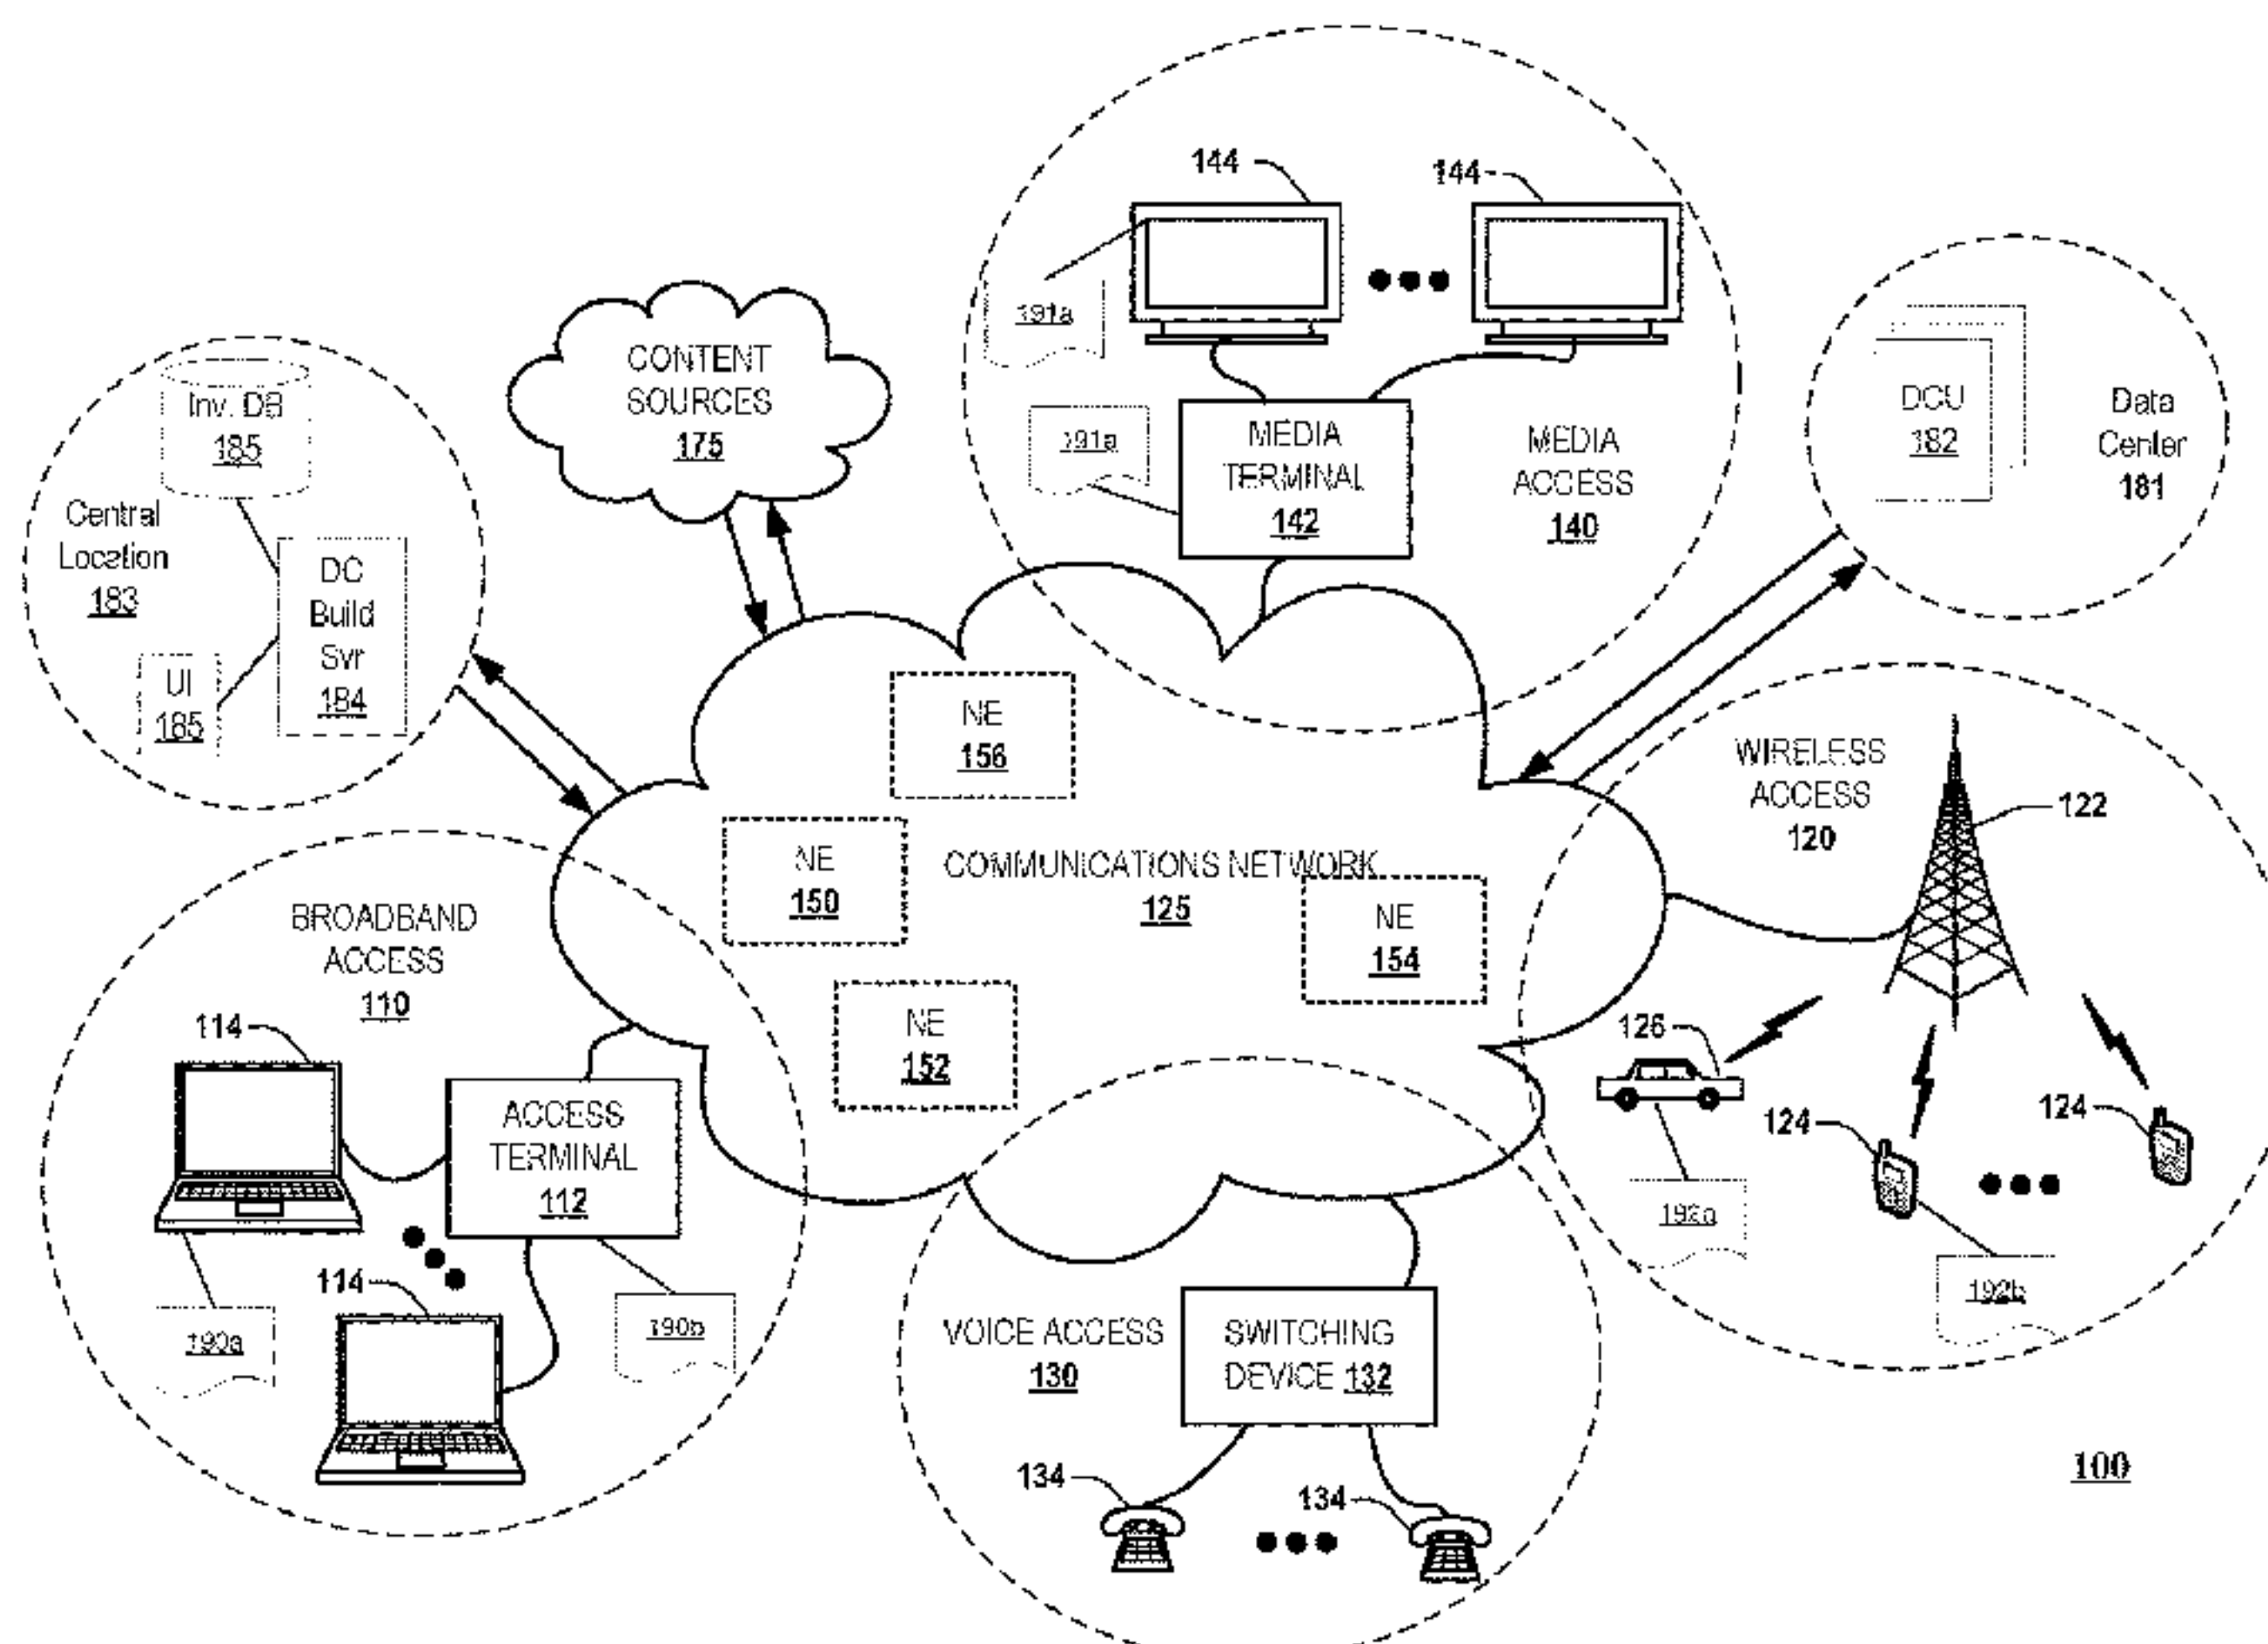 144
144
191a
CONTENT
SOURCES
175
Inv. DB
185
Central
Location
183
DC
Build
Svr
184
UI
185
191a
MEDIA
TERMINAL
142
MEDIA
ACCESS
140
DCU
182
Data
Center
181
NE
156
NE
150
COMMUNICATIONS NETWORK
125
NE
154
NE
152
WIRELESS
ACCESS
120
122
126
124
124
192a
192b
BROADBAND
ACCESS
110
114
ACCESS
TERMINAL
112
114
190a
190b
VOICE ACCESS
130
SWITCHING
DEVICE 132
134
134
100